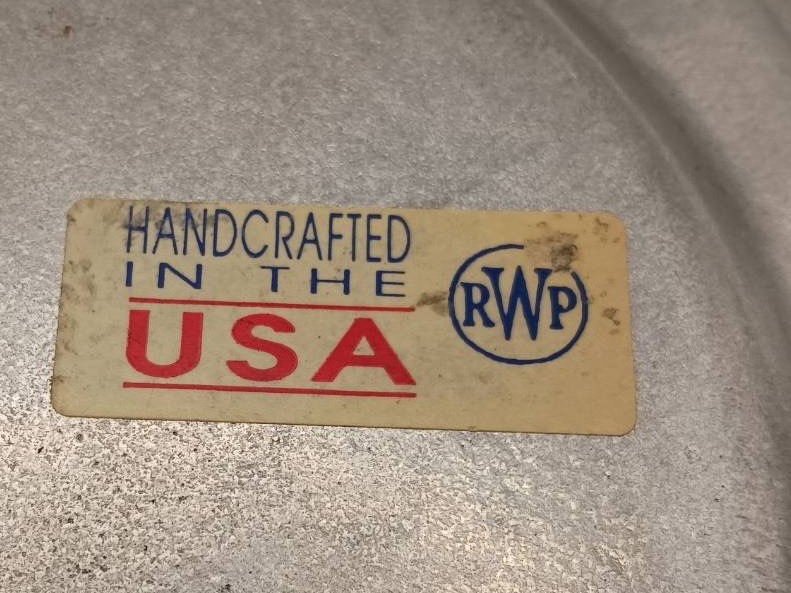 HANDCRAFTED
IN THE
USA
RWP